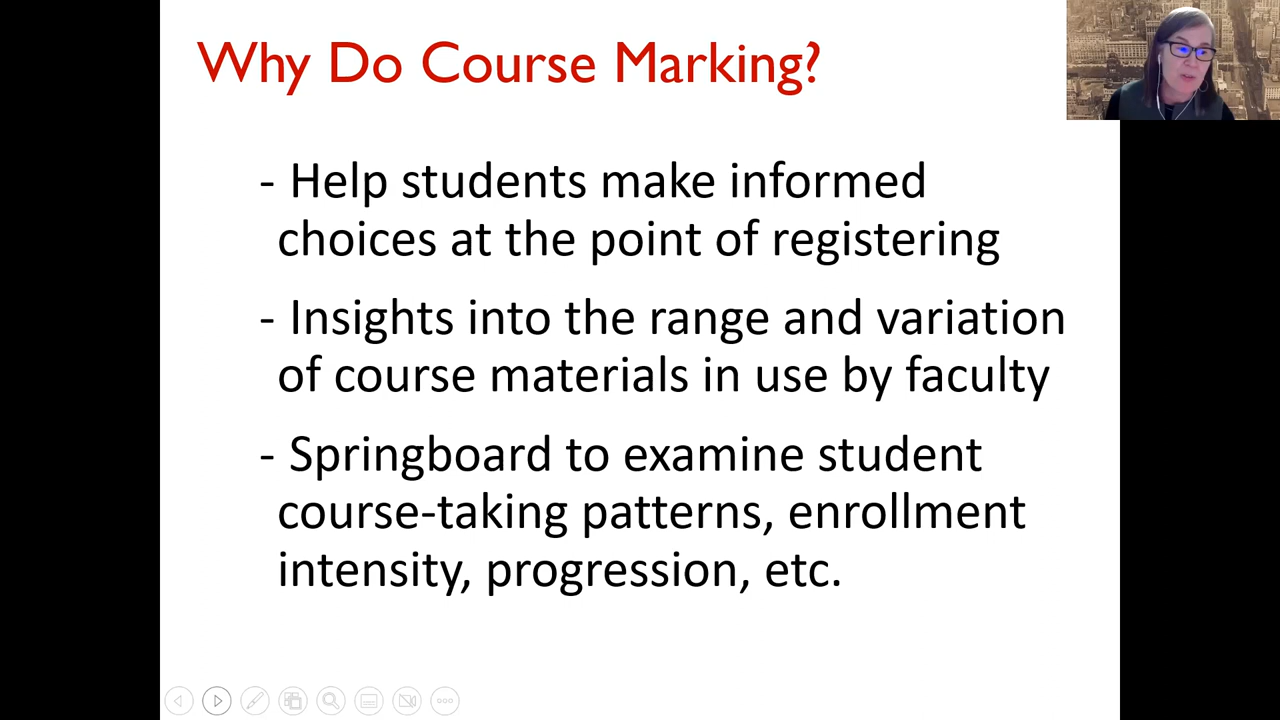 Why Do Course Marking?
- Help students make informed
choices at the point of registering
- Insights into the range and variation
of course materials in use by faculty
- Springboard to examine student
course-taking patterns, enrollment
intensity, progression, etc.